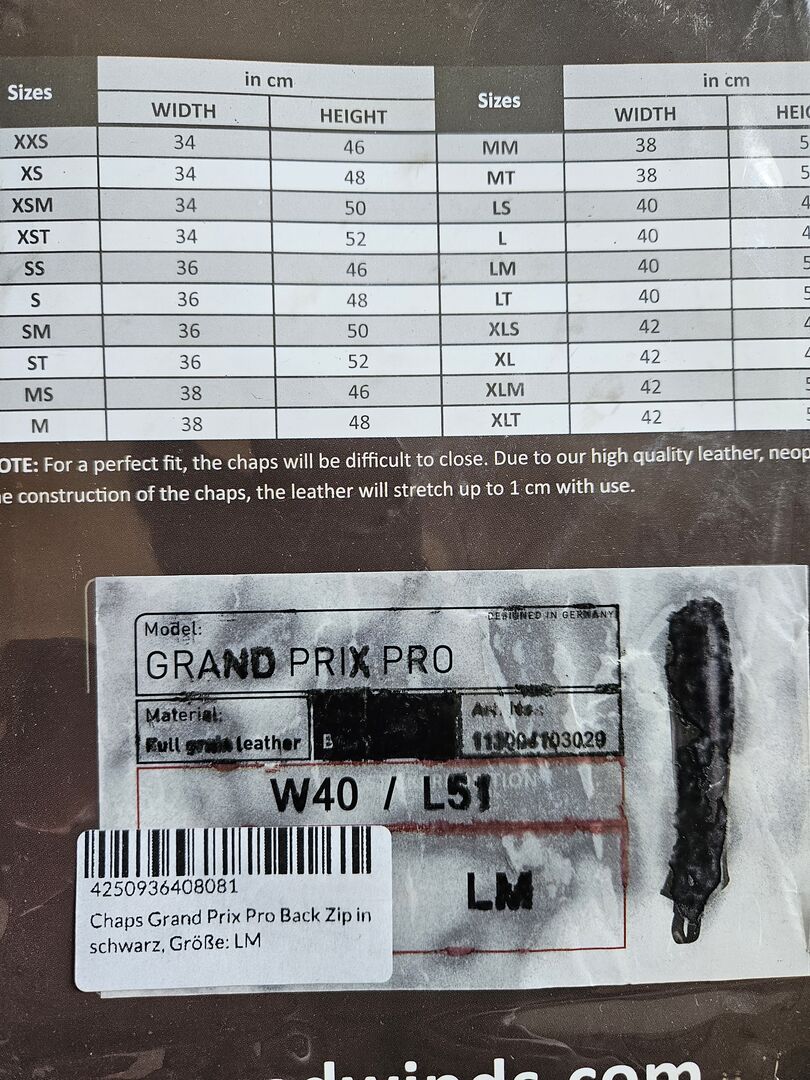 Sizes in cm Sizes in cm
WIDTH HEIGHT WIDTH
XXS 34 46 MM 38
XS 34 48 MT 38
XSM 34 50 LS 40
XST 34 52 L 40
SS 36 46 LM 40
S 36 48 LT 40
SM 36 50 XLS 42
ST 36 52 XL 42
MS 38 46 XLM 42
M 38 48 XLT 42
OTE: For a perfect fit, the chaps will be difficult to close. Due to our high quality leather, neop
e construction of the chaps, the leather will stretch up to 1 cm with use.
DESIGNED IN GERMANY
Model:
GRAND PRIX PRO
Material: Art. No.:
Full grain leather
W40 / L51
LM
4250936408081
Chaps Grand Prix Pro Back Zip in
schwarz, Größe: LM